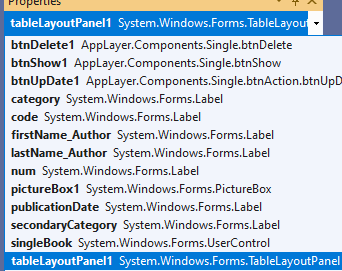 Properties
tableLayoutPanel1 System.Windows.Forms.TableLayout
btnDelete1 AppLayer.Components.Single.btnDelete
btnShow1 AppLayer.Components.Single.btnShow
btnUpDate1 AppLayer.Components.Single.btnAction.btnUpD
category System.Windows.Forms.Label
code System.Windows.Forms.Label
firstName_Author System.Windows.Forms.Label
lastName_Author System.Windows.Forms.Label
num System.Windows.Forms.Label
pictureBox1 System.Windows.Forms.PictureBox
publicationDate System.Windows.Forms.Label
secondaryCategory System.Windows.Forms.Label
singleBook System.Windows.Forms.UserControl
tableLayoutPanel1 System.Windows.Forms.TableLayoutPanel